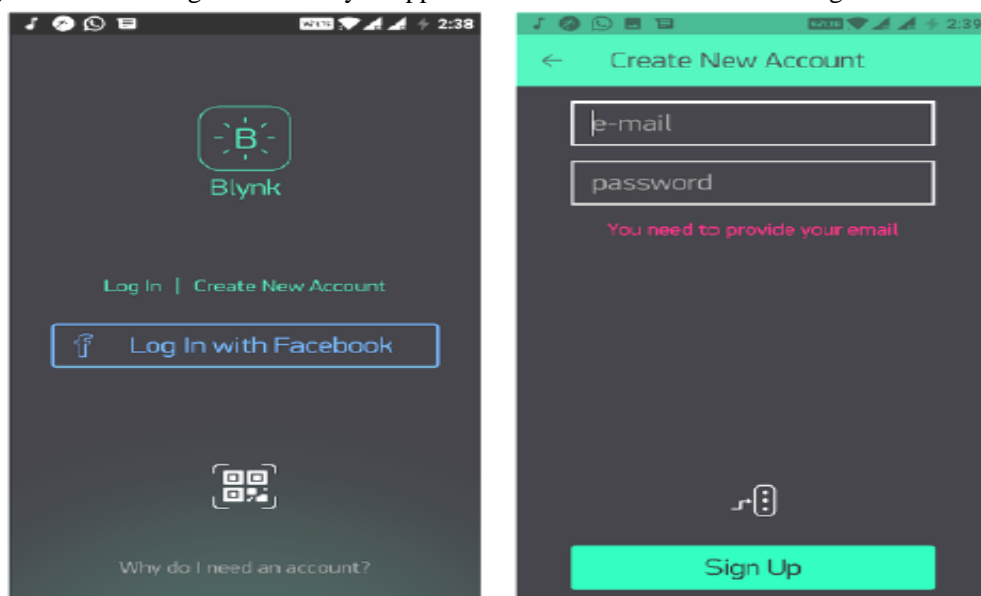 2:38
B
Blynk
Log In | Create New Account
f Log In with Facebook
Why do I need an account?
2:39
Create New Account
e-mail
password
You need to provide your email
Sign Up